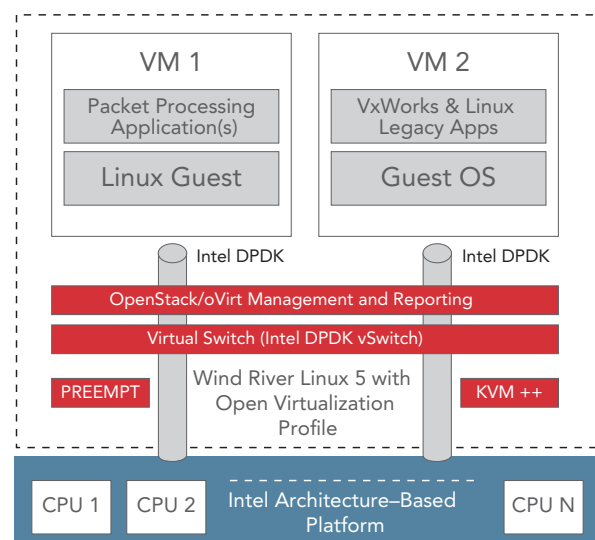 VM 1
VM 2
Packet Processing
Application(s)
VxWorks & Linux
Legacy Apps
Linux Guest
Guest OS
Intel DPDK
Intel DPDK
OpenStack/oVirt Management and Reporting
Virtual Switch (Intel DPDK vSwitch)
PREEMPT
Wind River Linux 5 with
Open Virtualization
Profile
KVM ++
CPU 1
CPU 2
Intel Architecture–Based
Platform
CPU N